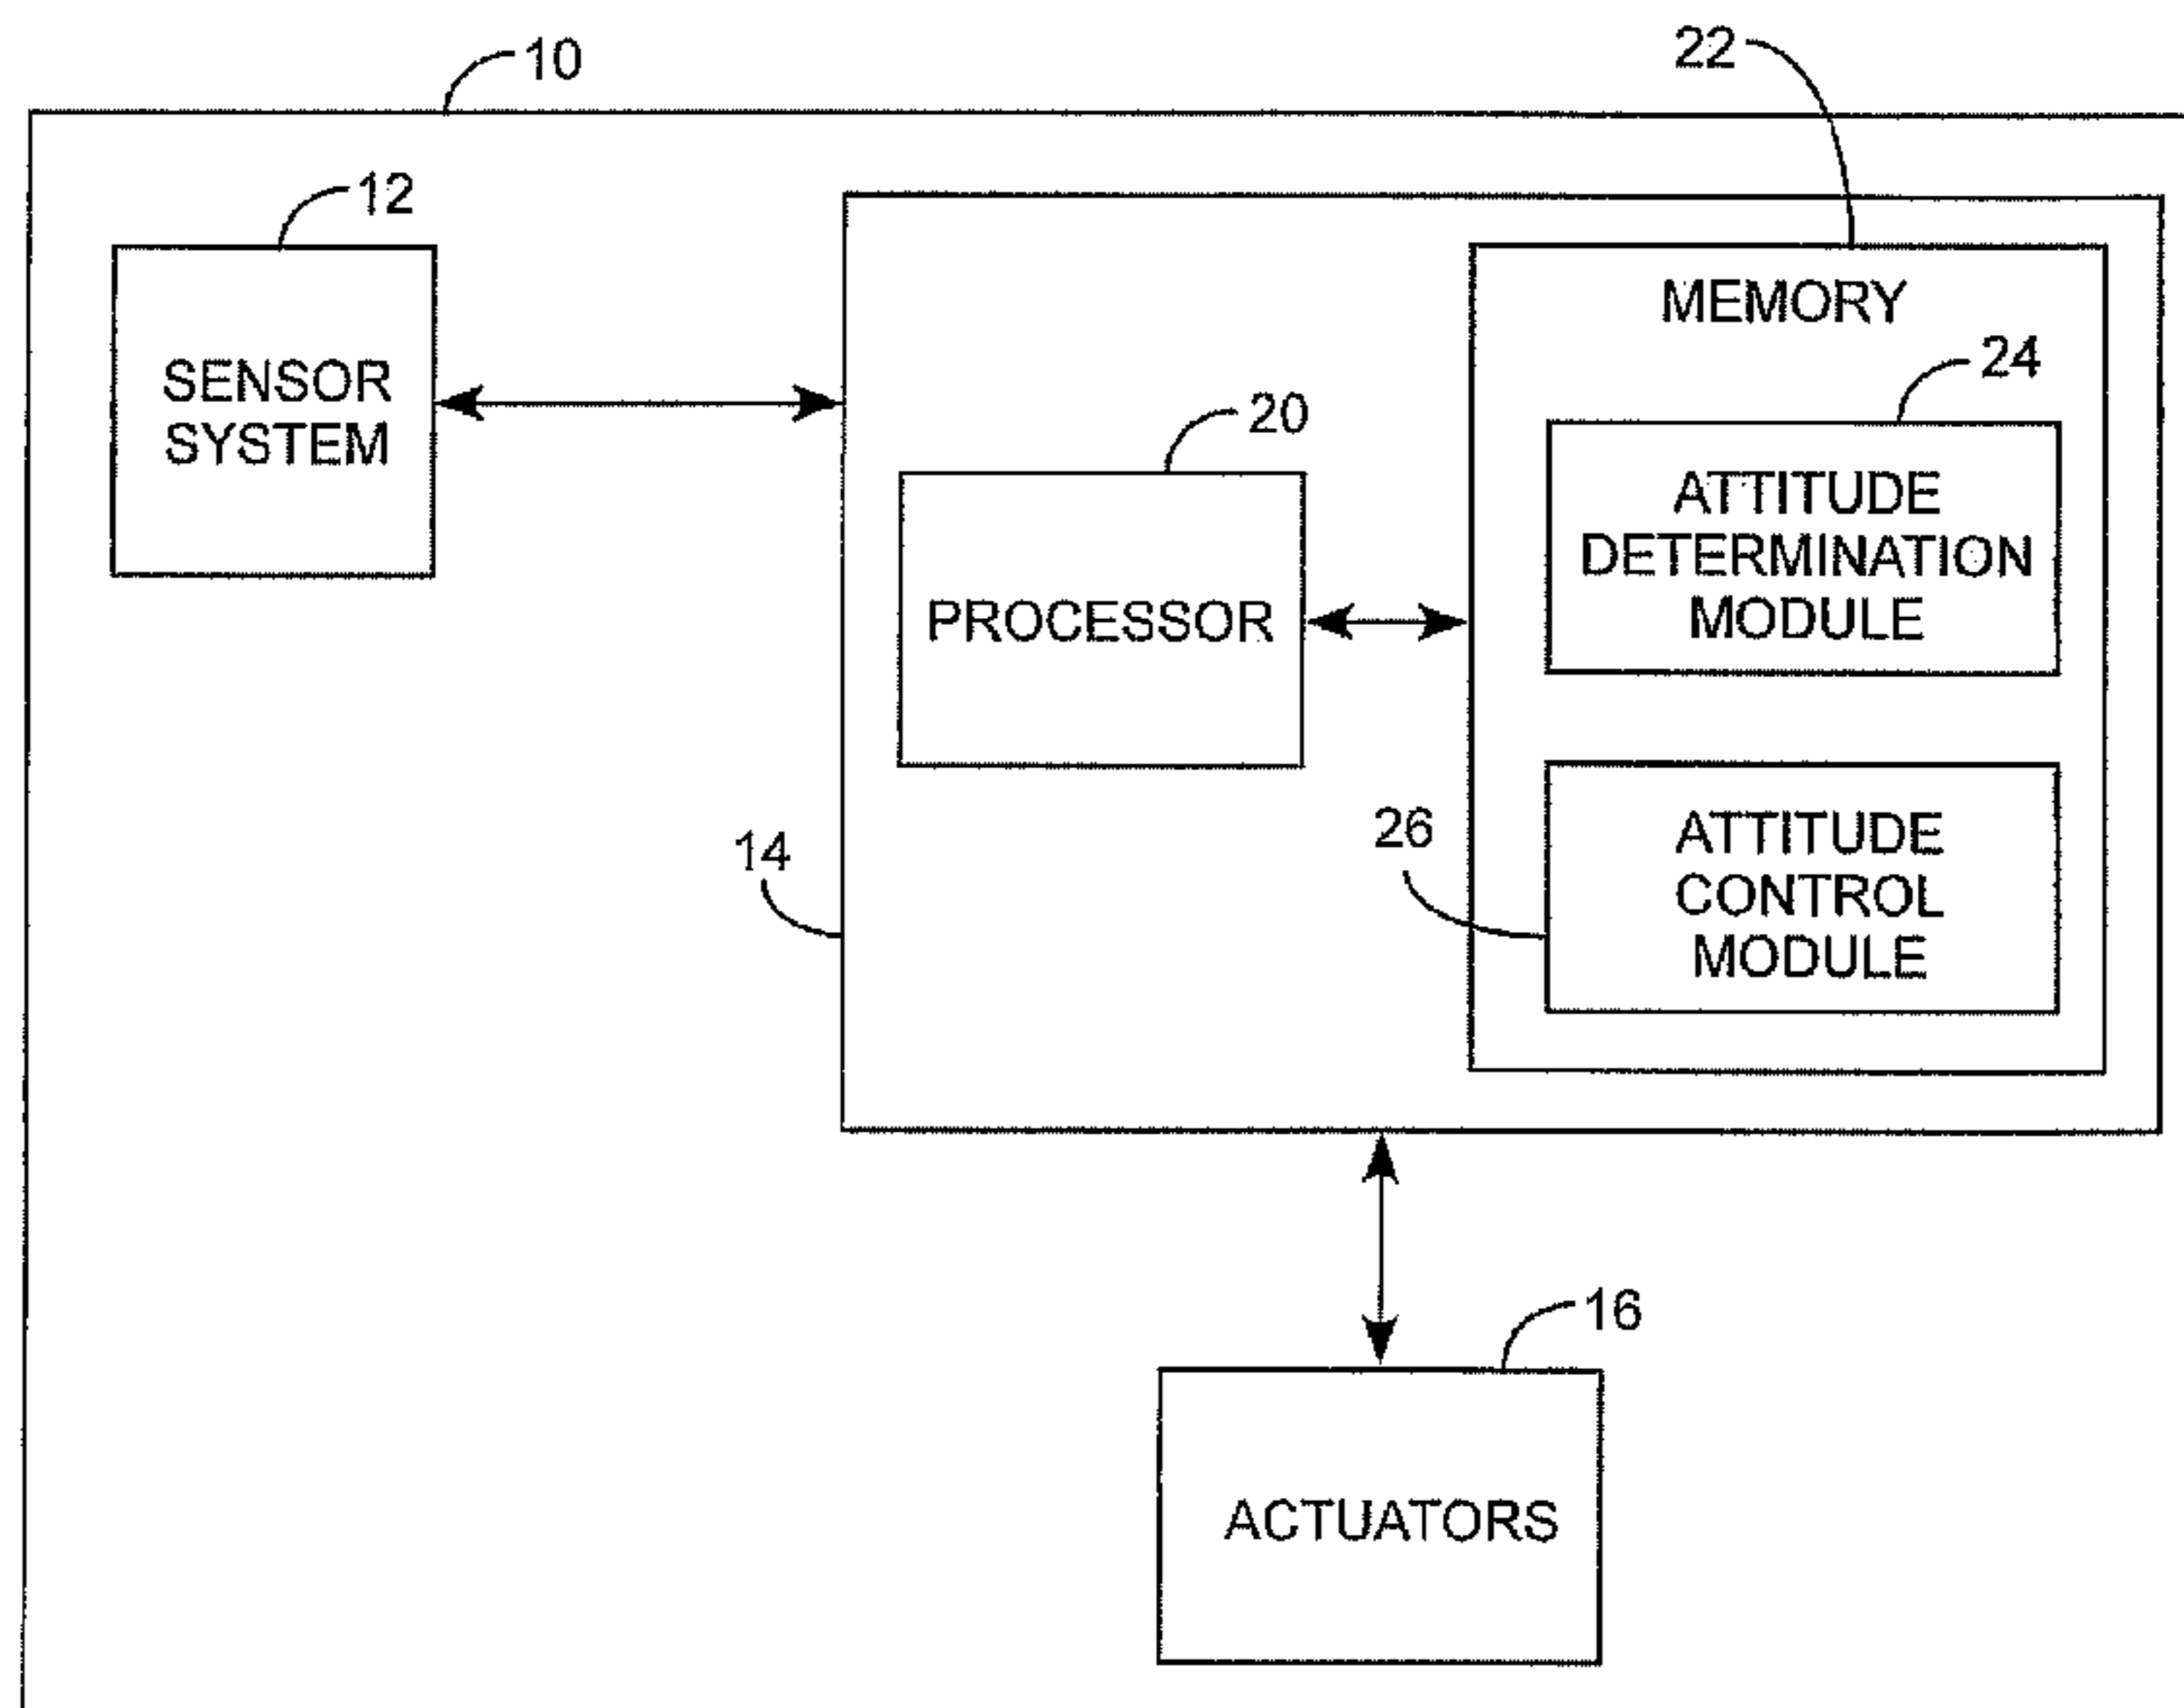 10
22
12
MEMORY
24
SENSOR
SYSTEM
20
ATTITUDE
DETERMINATION
MODULE
PROCESSOR
14
26
ATTITUDE
CONTROL
MODULE
16
ACTUATORS